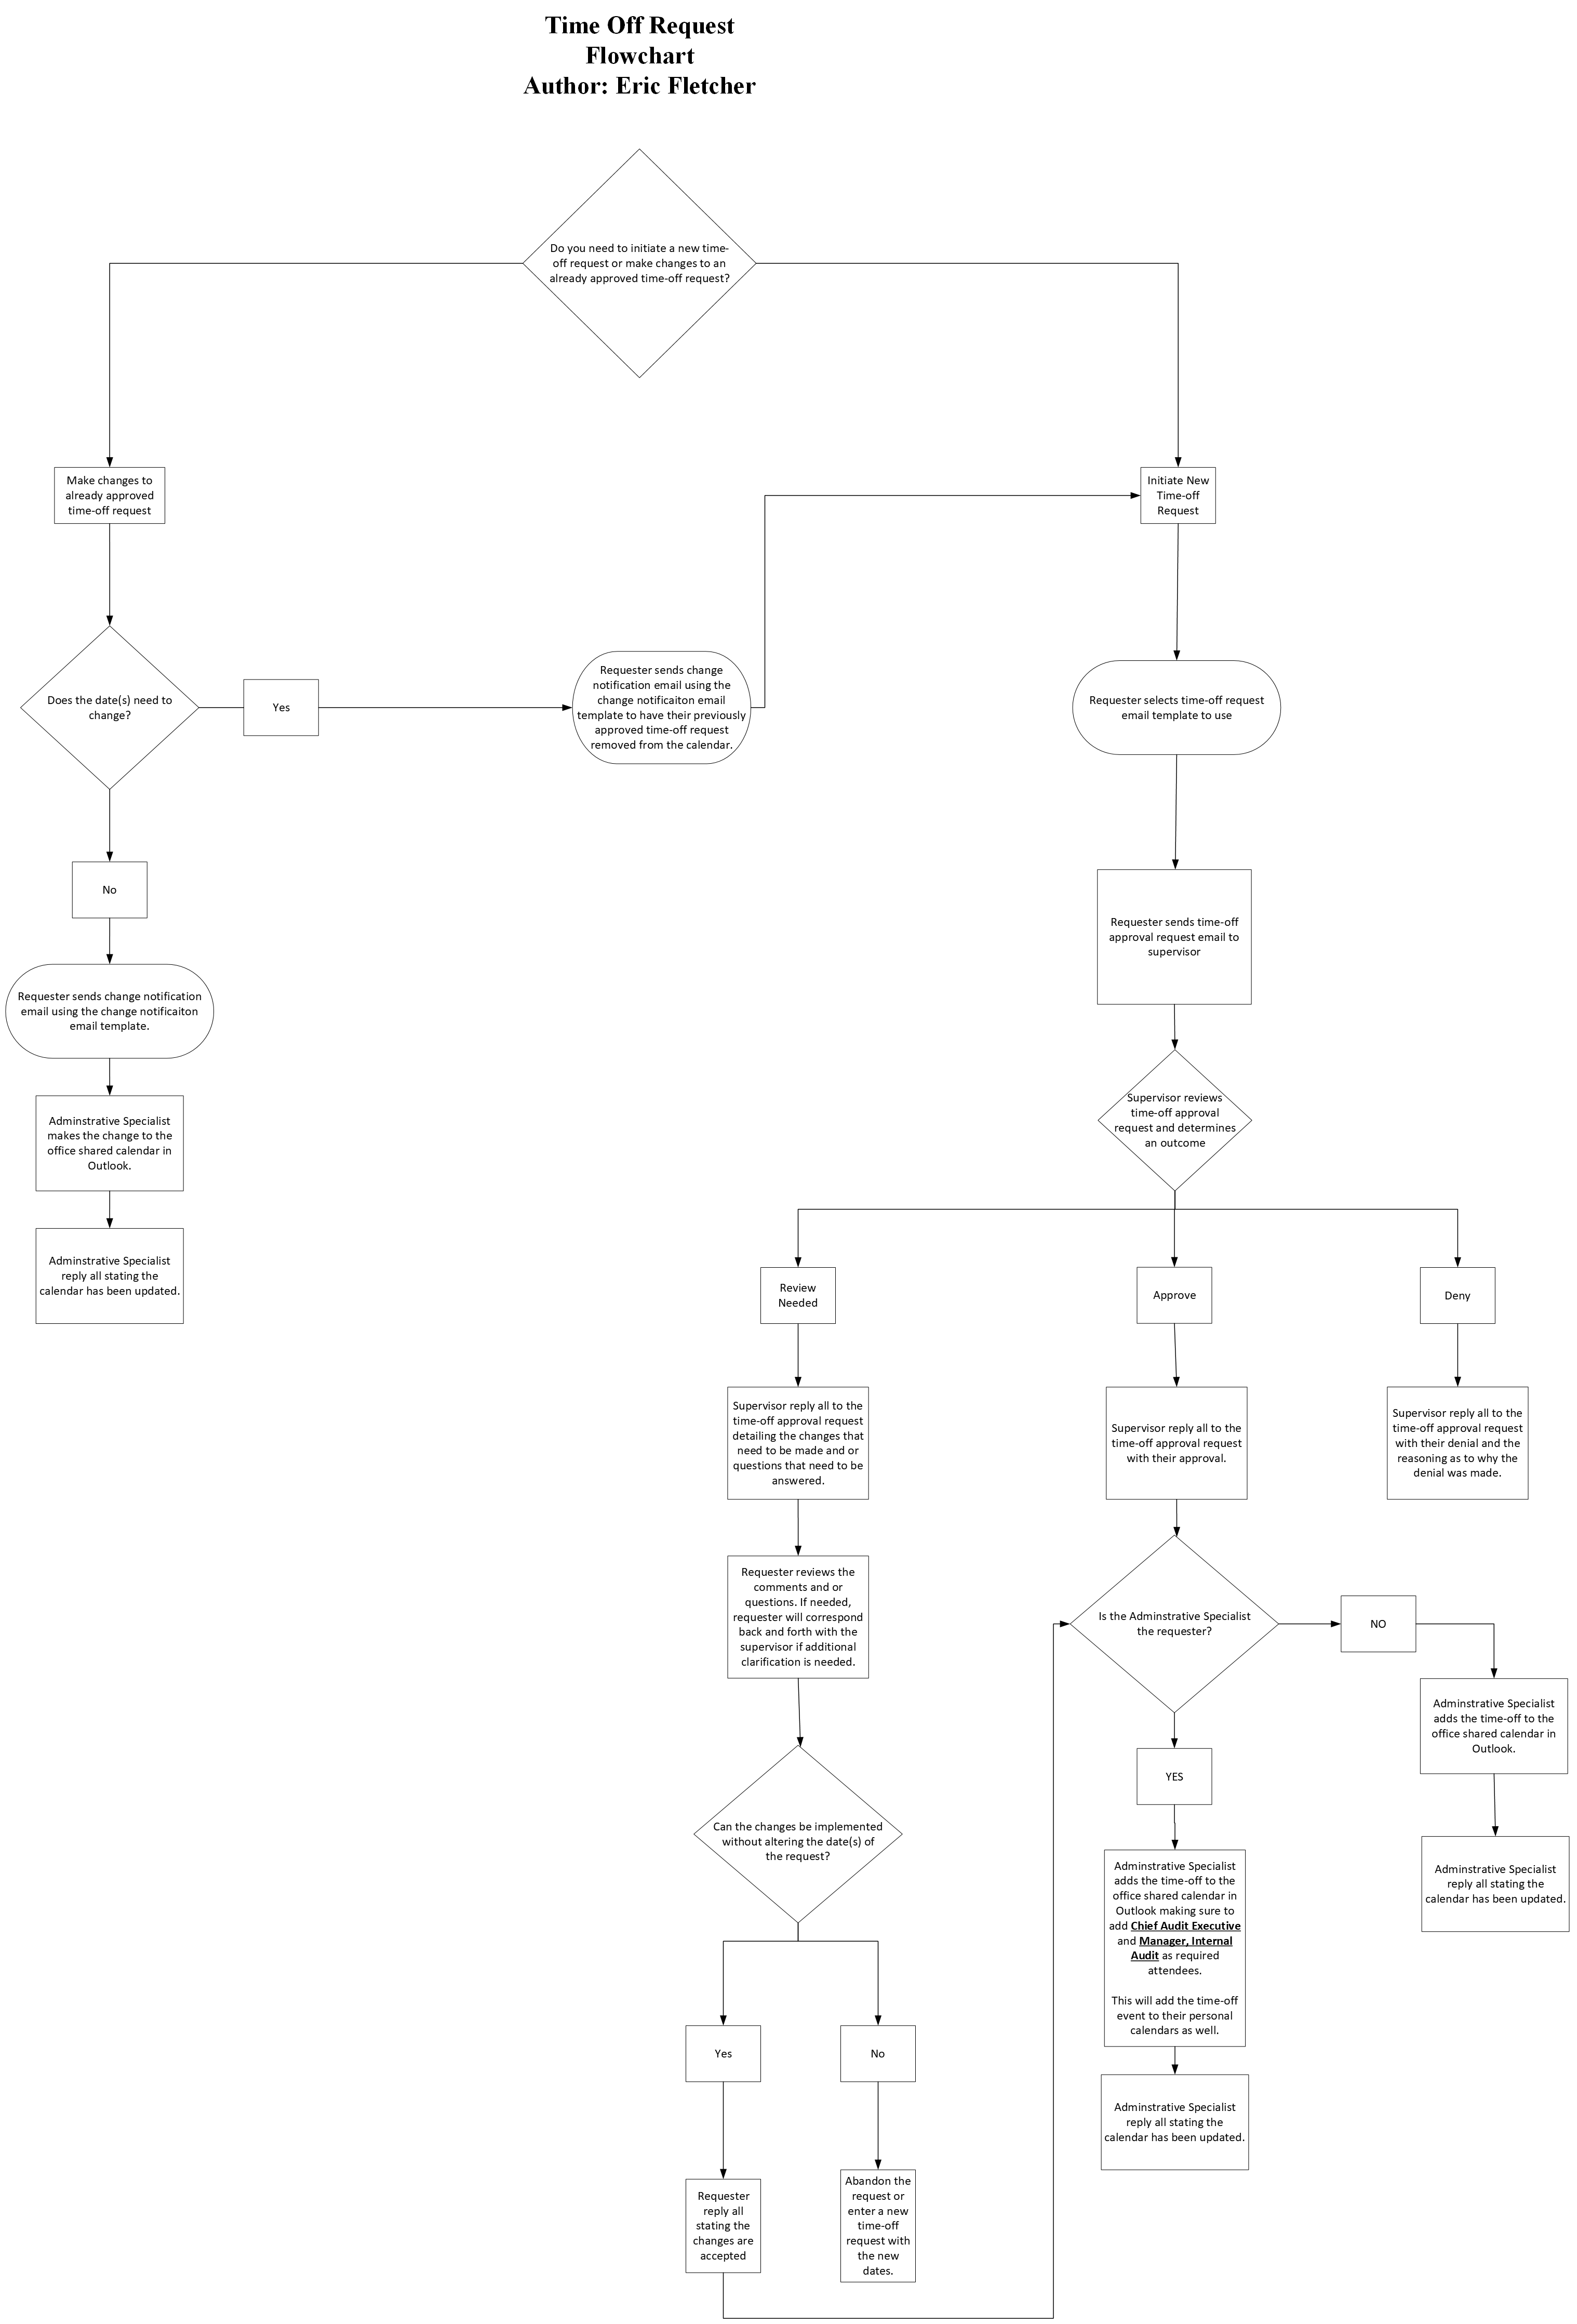 Time Off Request
Flowchart
Author: Eric Fletcher
Do you need to initiate a new time-
off request or make changes to an
already approved time-off request?
Make changes to
already approved
time-off request
Initiate New
Time-off
Request
Does the date(s) need to
change?
Yes
Requester sends change
notification email using the
change notificaiton email
template to have their previously
approved time-off request
removed from the calendar.
Requester selects time-off request
email template to use
No
Requester sends time-off
approval request email to
supervisor
Requester sends change notification
email using the change notificaiton
email template.
Adminstrative Specialist
makes the change to the
office shared calendar in
Outlook.
Supervisor reviews
time-off approval
request and determines
an outcome
Adminstrative Specialist
reply all stating the
calendar has been updated.
Review
Needed
Approve
Deny
Supervisor reply all to the
time-off approval request
detailing the changes that
need to be made and or
questions that need to be
answered.
Supervisor reply all to the
time-off approval request
with their approval.
Supervisor reply all to the
time-off approval request
with their denial and the
reasoning as to why the
denial was made.
Requester reviews the
comments and or
questions. If needed,
requester will correspond
back and forth with the
supervisor if additional
clarification is needed.
Is the Adminstrative Specialist
the requester?
NO
Adminstrative Specialist
adds the time-off to the
office shared calendar in
Outlook.
YES
Can the changes be implemented
without altering the date(s) of
the request?
Adminstrative Specialist
adds the time-off to the
office shared calendar in
Outlook making sure to
add Chief Audit Executive
and Manager, Internal
Audit as required
attendees.
This will add the time-off
event to their personal
calendars as well.
Adminstrative Specialist
reply all stating the
calendar has been updated.
Yes
No
Adminstrative Specialist
reply all stating the
calendar has been updated.
Requester
reply all
stating the
changes are
accepted
Abandon the
request or
enter a new
time-off
request with
the new
dates.